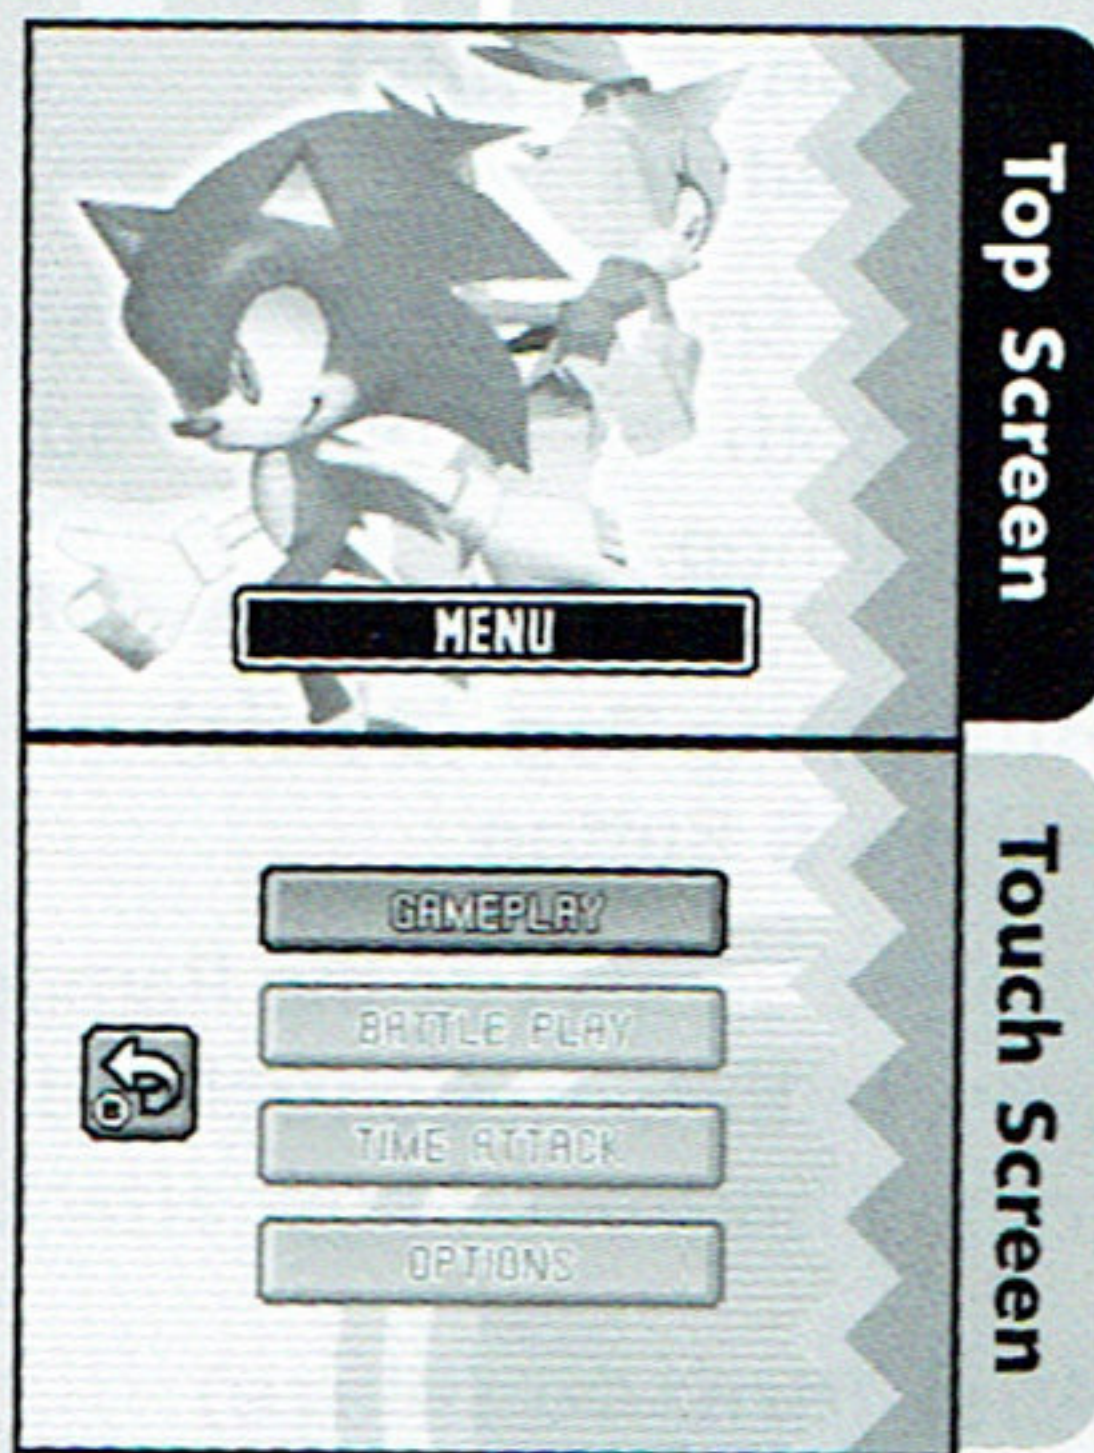 Top Screen
MENU
Touch Screen
GAMEPLAY
BATTLE PLAY
TIME ATTACK
OPTIONS
B